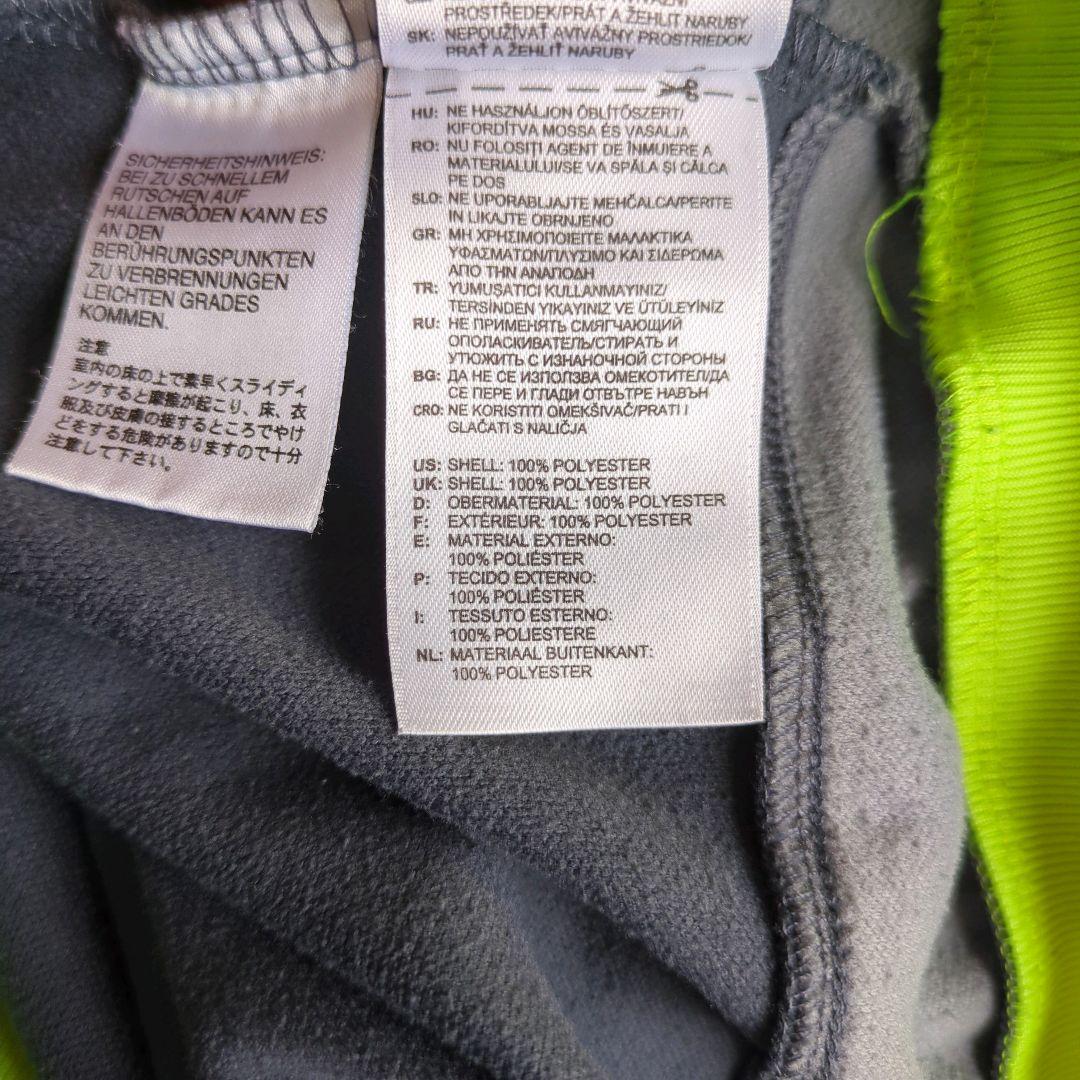 SICHERHEITSHINWEIS:
BEI ZU SCHNELLEM
RUTSCHEN AUF
HALLENBÖDEN KANN ES
AN DEN
BERÜHRUNGSPUNKTEN
ZU VERBRENNUNGEN
LEICHTEN GRADES
KOMMEN.
注意
室内の床の上で素早くスライディ
ングすると摩擦が起こり、床、衣
服及び皮膚の接するところでやけ
どをする危険がありますので十分
注意して下さい。
PROSTŘEDEK/PRÁT A ŽEHLIT NARUBY
SK: NEPOUŽÍVAŤ AVIVÁŽNY PROSTRIEDOK/
PRAŤ A ŽEHLIŤ NARUBY
HU: NE HASZNÁLJON ÖBLÍTŐSZERT/
KIFORDÍTVA MOSSA ÉS VASALJA
RO: NU FOLOSIȚI AGENT DE ÎNMUIERE A
MATERIALULUI/SE VA SPĂLA ȘI CĂLCA
PE DOS
SLO: NE UPORABLJAJTE MEHČALCA/PERITE
IN LIKAJTE OBRNJENO
GR: ΜΗ ΧΡΗΣΙΜΟΠΟΙΕΙΤΕ ΜΑΛΑΚΤΙΚΑ
ΥΦΑΣΜΑΤΩΝ/ΠΛΥΣΙΜΟ ΚΑΙ ΣΙΔΕΡΩΜΑ
ΑΠΟ ΤΗΝ ΑΝΑΠΟΔΗ
TR: YUMUSATICI KULLANMAYINIZ/
TERSİNDEN YIKAYINIZ VE ÜTÜLEYİNİZ
RU: НЕ ПРИМЕНЯТЬ СМЯГЧАЮЩИЙ
ОПОЛАСКИВАТЕЛЬ/СТИРАТЬ И
УТЮЖИТЬ С ИЗНАНОЧНОЙ СТОРОНЫ
BG: ДА НЕ СЕ ИЗПОЛЗВА ОМЕКОТИТЕЛ/ДА
СЕ ПЕРЕ И ГЛАДИ ОТВЪТРЕ НАВЪН
CRO: NE KORISTITI OMEKŠIVAČ/PRATI I
GLAČATI S NALIČJA
US: SHELL: 100% POLYESTER
UK: SHELL: 100% POLYESTER
D: OBERMATERIAL: 100% POLYESTER
F: EXTÉRIEUR: 100% POLYESTER
E: MATERIAL EXTERNO:
100% POLIÉSTER
P: TECIDO EXTERNO:
100% POLIÉSTER
I: TESSUTO ESTERNO:
100% POLIESTERE
NL: MATERIAAL BUITENKANT:
100% POLYESTER